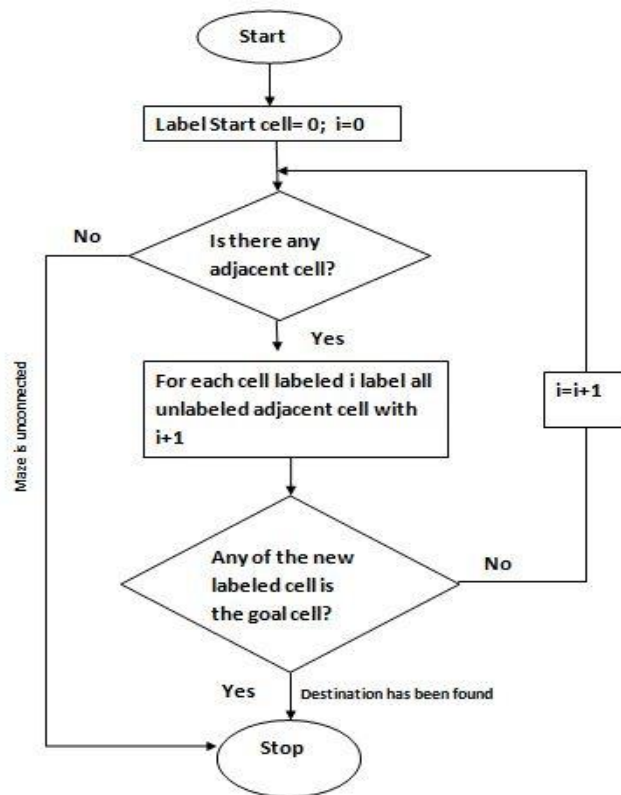 Start
Label Start cell= 0;  i=0
No
Is there any
adjacent cell?
Yes
Maze is unconnected
For each cell labeled i label all
unlabeled adjacent cell with
i+1
i=i+1
Any of the new
labeled cell is
the goal cell?
No
Yes
Destination has been found
Stop